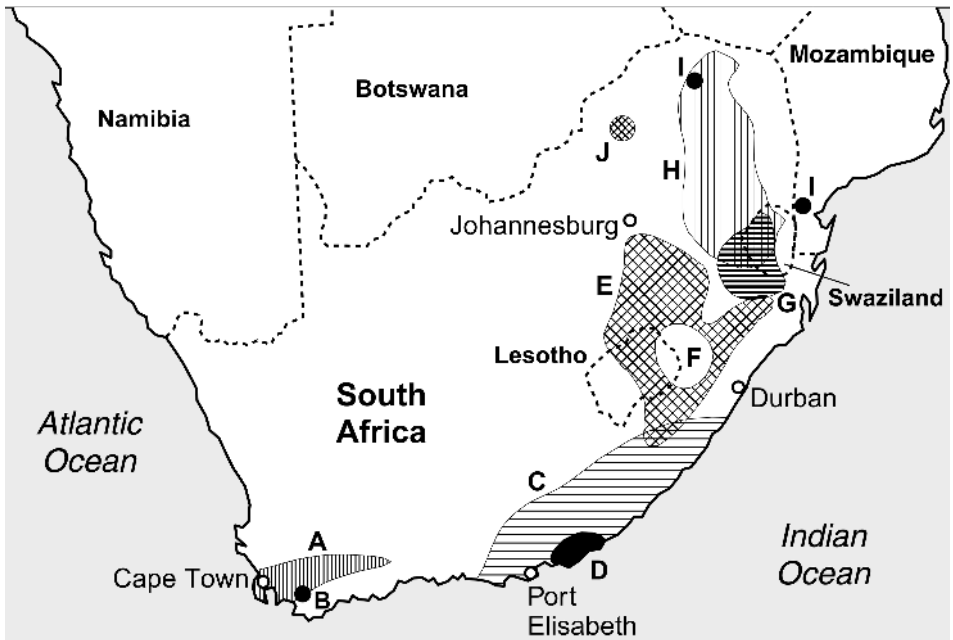 Mozambique
I
Botswana
Namibia
J
H
I
Johannesburg
E
G
Swaziland
Lesotho
F
South
Africa
Durban
Atlantic
Ocean
C
Indian
Ocean
A
Cape Town
B
D
Port
Elisabeth